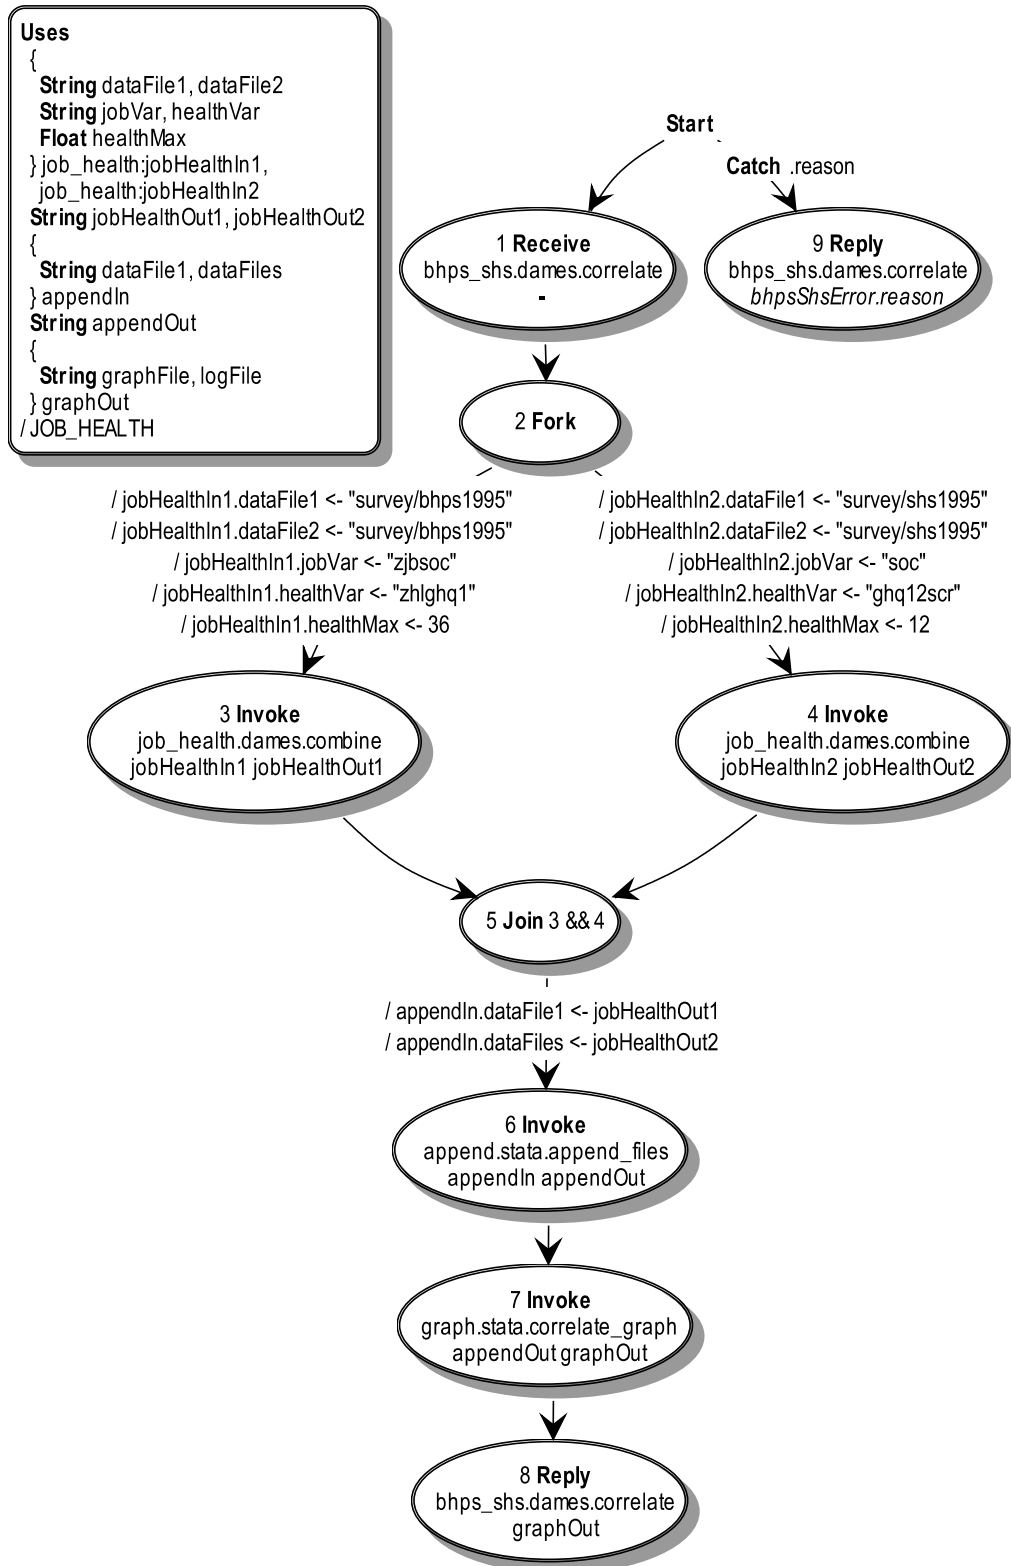 Uses
{
String dataFile1, dataFile2
String jobVar, healthVar
Float healthMax
} job_health:jobHealthIn1,
job_health:jobHealthIn2
String jobHealthOut1, jobHealthOut2
{
String dataFile1, dataFiles
} appendIn
String appendOut
{
String graphFile, logFile
} graphOut
/ JOB_HEALTH
Start
Catch .reason
1 Receive
bhps_shs.dames.correlate
-
9 Reply
bhps_shs.dames.correlate
bhpsShsError.reason
2 Fork
/ jobHealthIn1.dataFile1 <- "survey/bhps1995"
/ jobHealthIn1.dataFile2 <- "survey/bhps1995"
/ jobHealthIn1.jobVar <- "zjbsoc"
/ jobHealthIn1.healthVar <- "zhlghq1"
/ jobHealthIn1.healthMax <- 36
/ jobHealthIn2.dataFile1 <- "survey/shs1995"
/ jobHealthIn2.dataFile2 <- "survey/shs1995"
/ jobHealthIn2.jobVar <- "soc"
/ jobHealthIn2.healthVar <- "ghq12scr"
/ jobHealthIn2.healthMax <- 12
3 Invoke
job_health.dames.combine
jobHealthIn1 jobHealthOut1
4 Invoke
job_health.dames.combine
jobHealthIn2 jobHealthOut2
5 Join 3 && 4
/ appendIn.dataFile1 <- jobHealthOut1
/ appendIn.dataFiles <- jobHealthOut2
6 Invoke
append.stata.append_files
appendIn appendOut
7 Invoke
graph.stata.correlate_graph
appendOut graphOut
8 Reply
bhps_shs.dames.correlate
graphOut